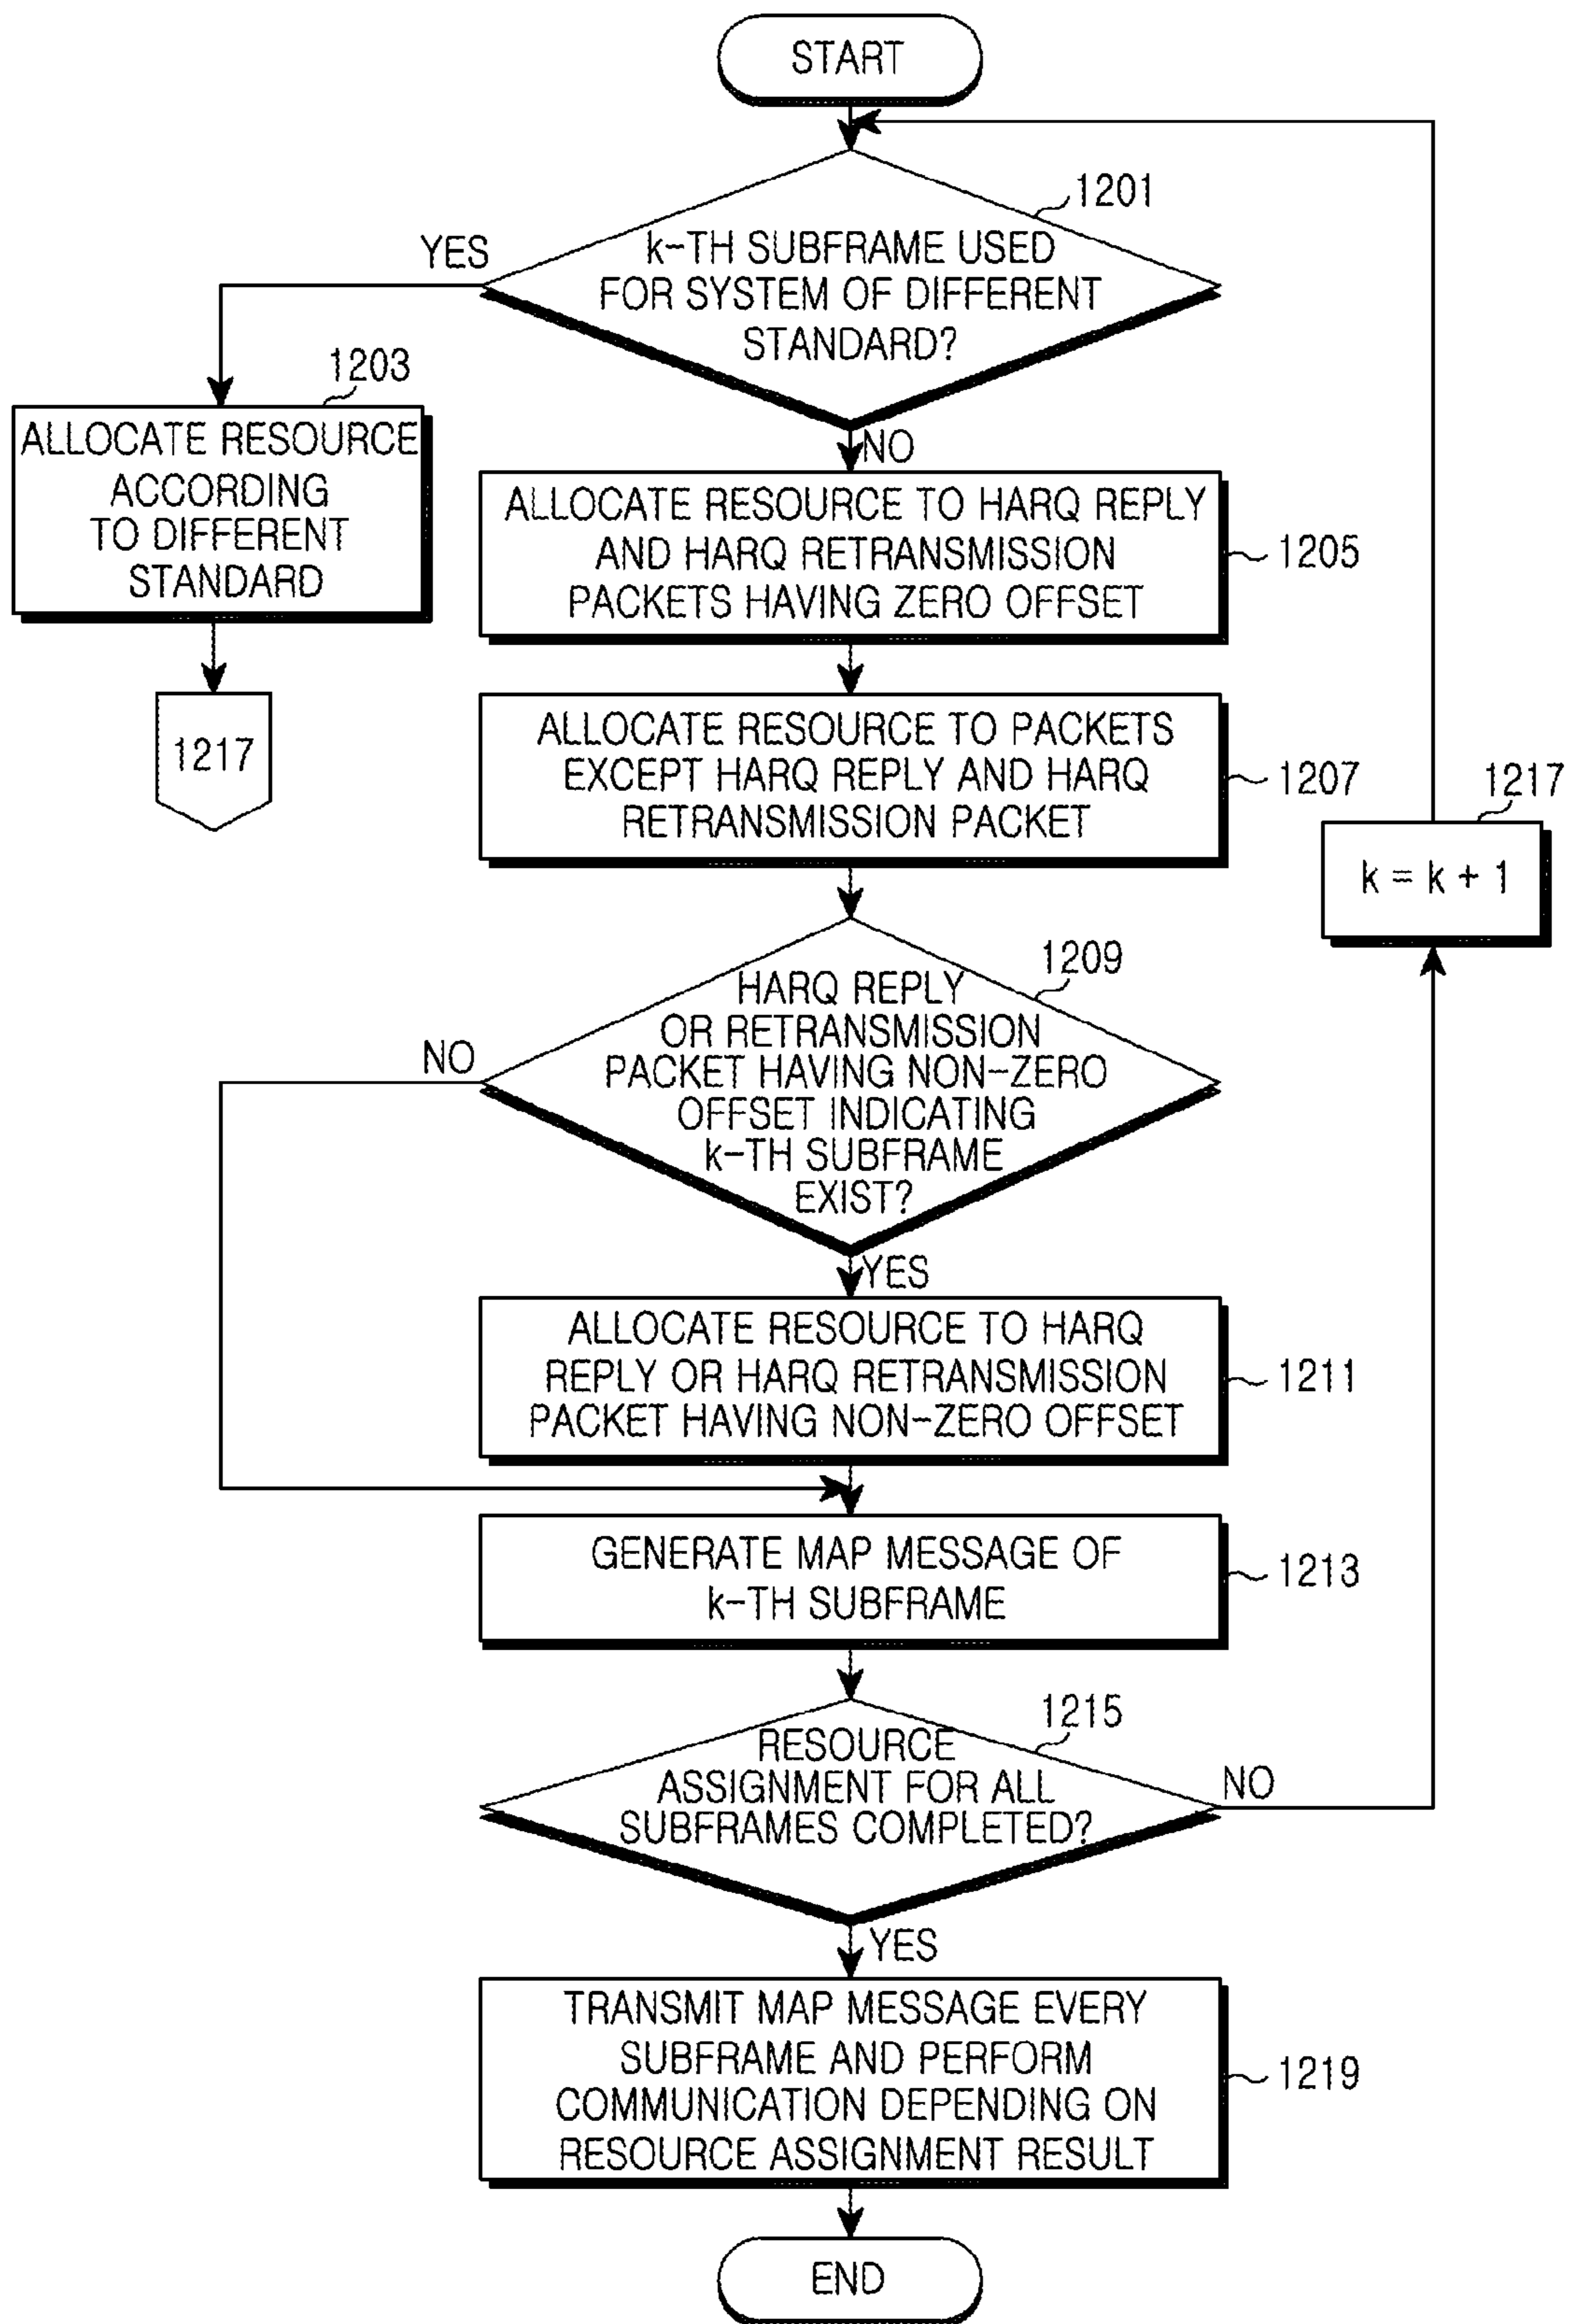 START
1201
YES
k-TH SUBFRAME USED
FOR SYSTEM OF DIFFERENT
STANDARD?
1203
ALLOCATE RESOURCE
ACCORDING
TO DIFFERENT
STANDARD
1217
NO
ALLOCATE RESOURCE TO HARQ REPLY
AND HARQ RETRANSMISSION
PACKETS HAVING ZERO OFFSET
1205
ALLOCATE RESOURCE TO PACKETS
EXCEPT HARQ REPLY AND HARQ
RETRANSMISSION PACKET
1207
1217
k = k + 1
1209
HARQ REPLY
OR RETRANSMISSION
PACKET HAVING NON-ZERO
OFFSET INDICATING
k-TH SUBFRAME
EXIST?
NO
YES
ALLOCATE RESOURCE TO HARQ
REPLY OR HARQ RETRANSMISSION
PACKET HAVING NON-ZERO OFFSET
1211
GENERATE MAP MESSAGE OF
k-TH SUBFRAME
1213
1215
RESOURCE
ASSIGNMENT FOR ALL
SUBFRAMES COMPLETED?
NO
YES
TRANSMIT MAP MESSAGE EVERY
SUBFRAME AND PERFORM
COMMUNICATION DEPENDING ON
RESOURCE ASSIGNMENT RESULT
1219
END